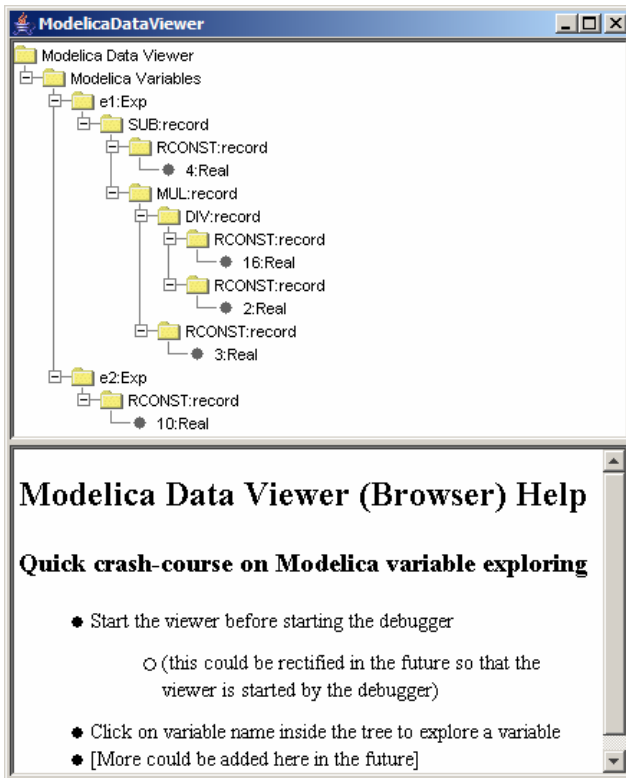 ModelicaDataViewer
Modelica Data Viewer
Modelica Variables
e1:Exp
SUB:record
RCONST:record
4:Real
MUL:record
DIV:record
RCONST:record
16:Real
RCONST:record
2:Real
RCONST:record
3:Real
e2:Exp
RCONST:record
10:Real
Modelica Data Viewer (Browser) Help
Quick crash-course on Modelica variable exploring
Start the viewer before starting the debugger
(this could be rectified in the future so that the
viewer is started by the debugger)
Click on variable name inside the tree to explore a variable
[More could be added here in the future]